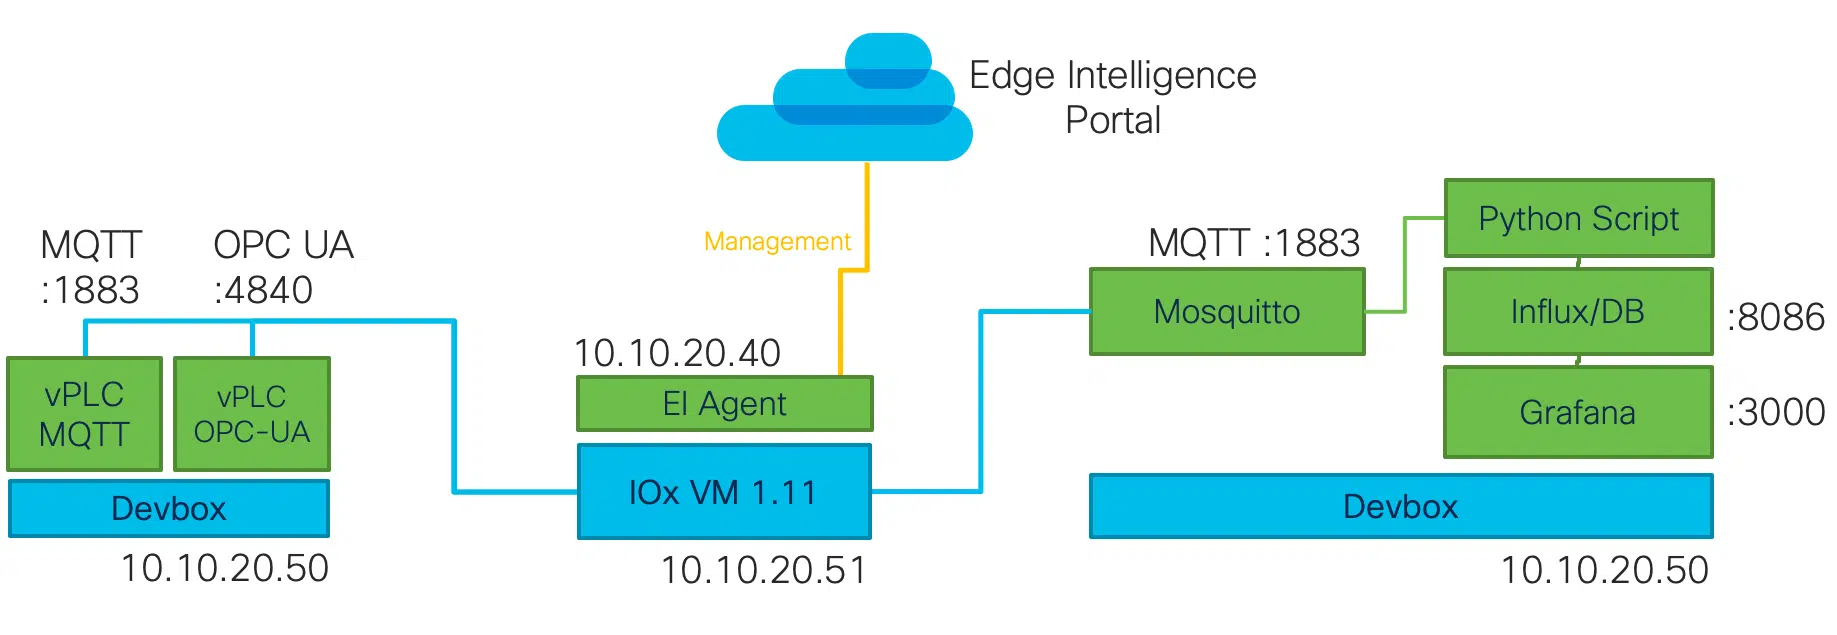 Edge Intelligence
Portal
Management
MQTT
:1883
OPC UA
:4840
vPLC
MQTT
vPLC
OPC-UA
Devbox
10.10.20.50
10.10.20.40
EI Agent
IOx VM 1.11
10.10.20.51
MQTT :1883
Mosquitto
Python Script
Influx/DB
:8086
Grafana
:3000
Devbox
10.10.20.50